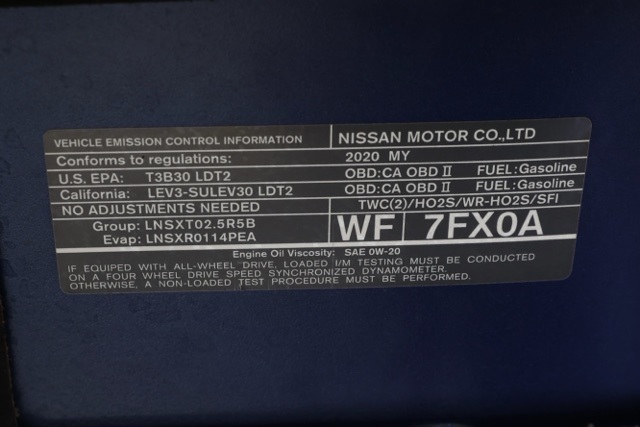 VEHICLE EMISSION CONTROL INFORMATION NISSAN MOTOR CO.,LTD
Conforms to regulations: 2020 MY
U.S. EPA: T3B30 LDT2 OBD:CA OBD II FUEL:Gasoline
California: LEV3-SULEV30 LDT2 OBD:CA OBD II FUEL:Gasoline
NO ADJUSTMENTS NEEDED TWC(2)/HO2S/WR-HO2S/SFI
Group: LNSXT02.5R5B WF 7FX0A
Evap: LNSXR0114PEA
Engine Oil Viscosity: SAE 0W-20
IF EQUIPPED WITH ALL-WHEEL DRIVE, LOADED I/M TESTING MUST BE CONDUCTED
ON A FOUR WHEEL DRIVE SPEED SYNCHRONIZED DYNAMOMETER.
OTHERWISE, A NON-LOADED TEST PROCEDURE MUST BE PERFORMED.